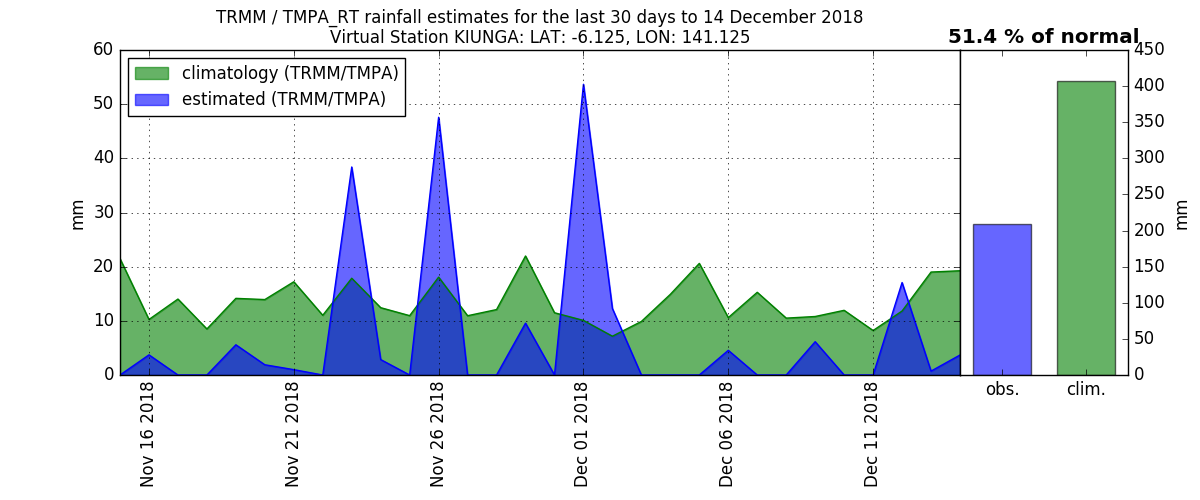 TRMM / TMPA_RT rainfall estimates for the last 30 days to 14 December 2018
Virtual Station KIUNGA: LAT: -6.125, LON: 141.125
51.4 % of normal
climatology (TRMM/TMPA)
estimated (TRMM/TMPA)
60
50
40
30
20
10
0
mm
Nov 16 2018
Nov 21 2018
Nov 26 2018
Dec 01 2018
Dec 06 2018
Dec 11 2018
obs.
clim.
450
400
350
300
250
200
150
100
50
0
mm